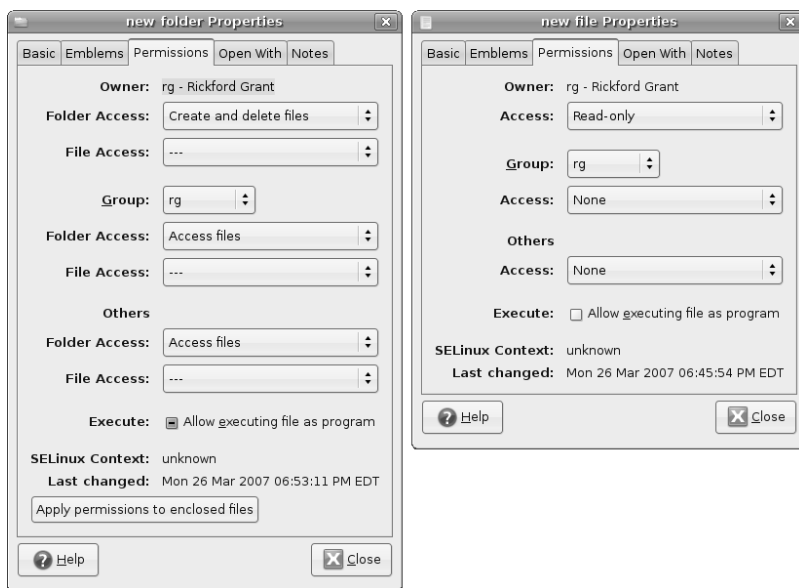 new folder Properties
Basic Emblems Permissions Open With Notes
Owner: rg - Rickford Grant
Folder Access: Create and delete files
File Access: ---
Group: rg
Folder Access: Access files
File Access: ---
Others
Folder Access: Access files
File Access: ---
Execute: Allow executing file as program
SELinux Context: unknown
Last changed: Mon 26 Mar 2007 06:53:11 PM EDT
Apply permissions to enclosed files
Help Close
new file Properties
Basic Emblems Permissions Open With Notes
Owner: rg - Rickford Grant
Access: Read-only
Group: rg
Access: None
Others
Access: None
Execute: Allow executing file as program
SELinux Context: unknown
Last changed: Mon 26 Mar 2007 06:45:54 PM EDT
Help Close